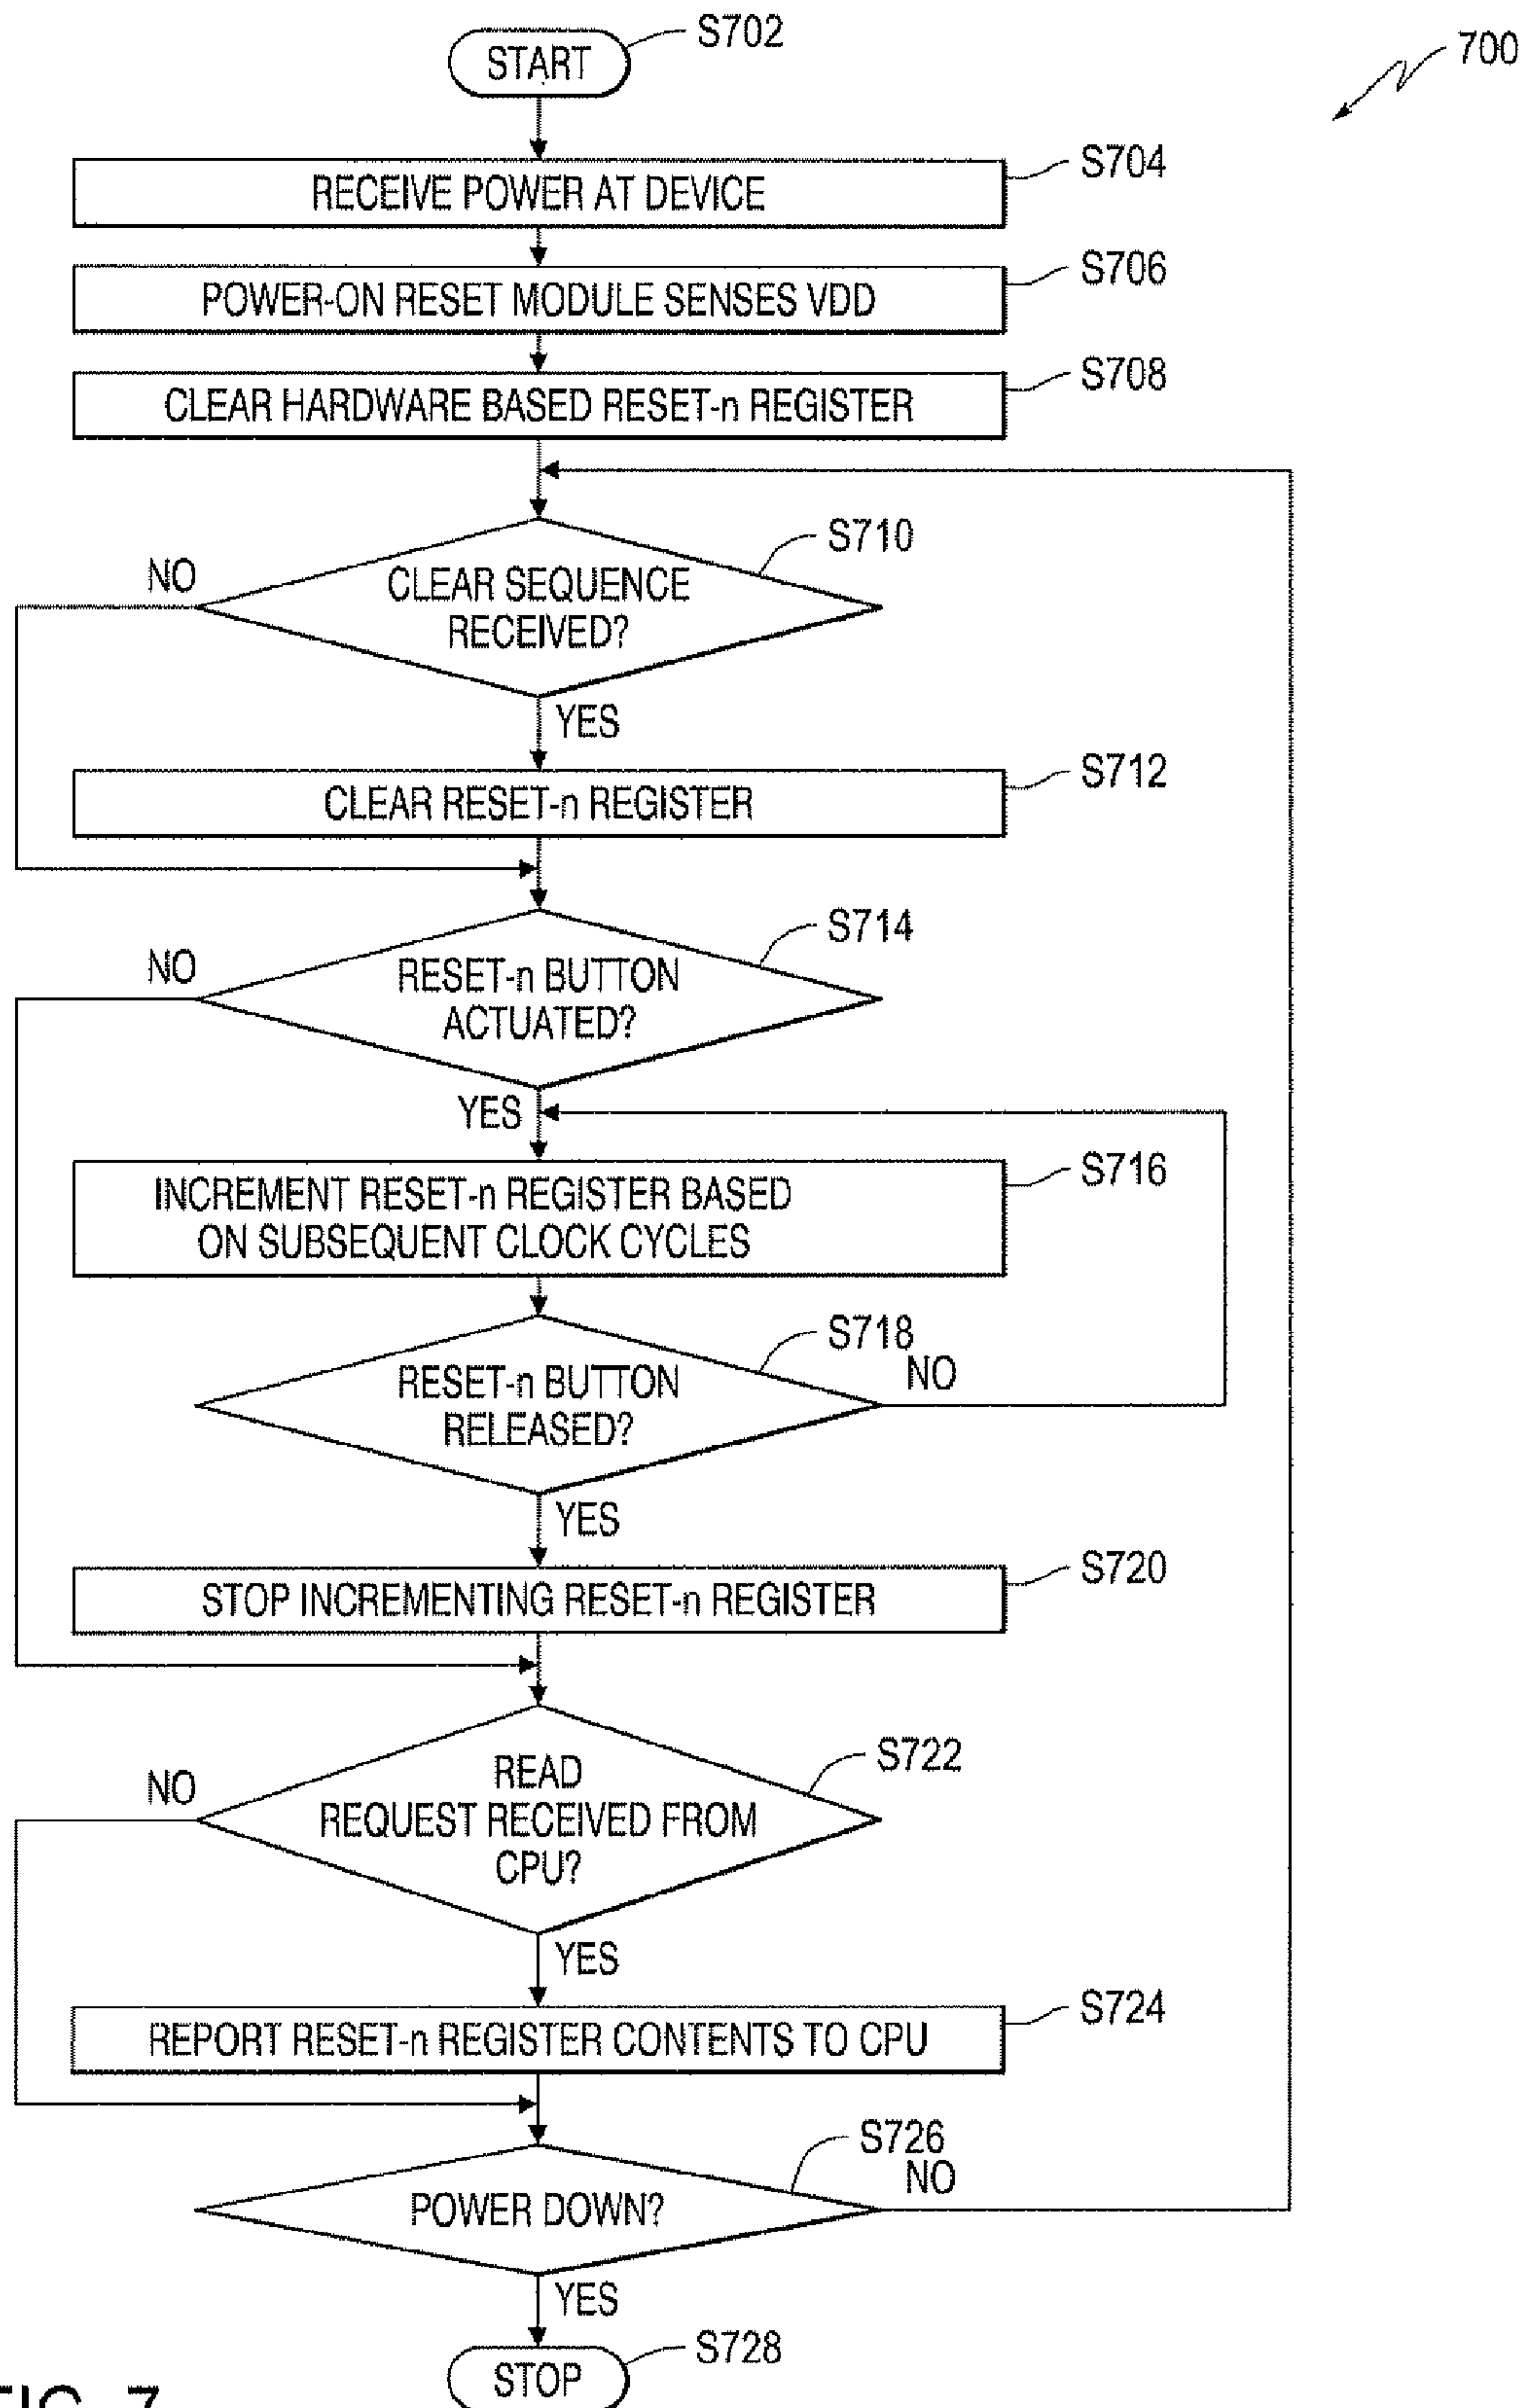 START
S702
700
RECEIVE POWER AT DEVICE
S704
POWER-ON RESET MODULE SENSES VDD
S706
CLEAR HARDWARE BASED RESET-n REGISTER
S708
CLEAR SEQUENCE
RECEIVED?
S710
NO
YES
CLEAR RESET-n REGISTER
S712
RESET-n BUTTON
ACTUATED?
S714
NO
YES
INCREMENT RESET-n REGISTER BASED
ON SUBSEQUENT CLOCK CYCLES
S716
RESET-n BUTTON
RELEASED?
S718
NO
YES
STOP INCREMENTING RESET-n REGISTER
S720
READ
REQUEST RECEIVED FROM
CPU?
S722
NO
YES
REPORT RESET-n REGISTER CONTENTS TO CPU
S724
POWER DOWN?
S726
NO
YES
STOP
S728
FIG. 7